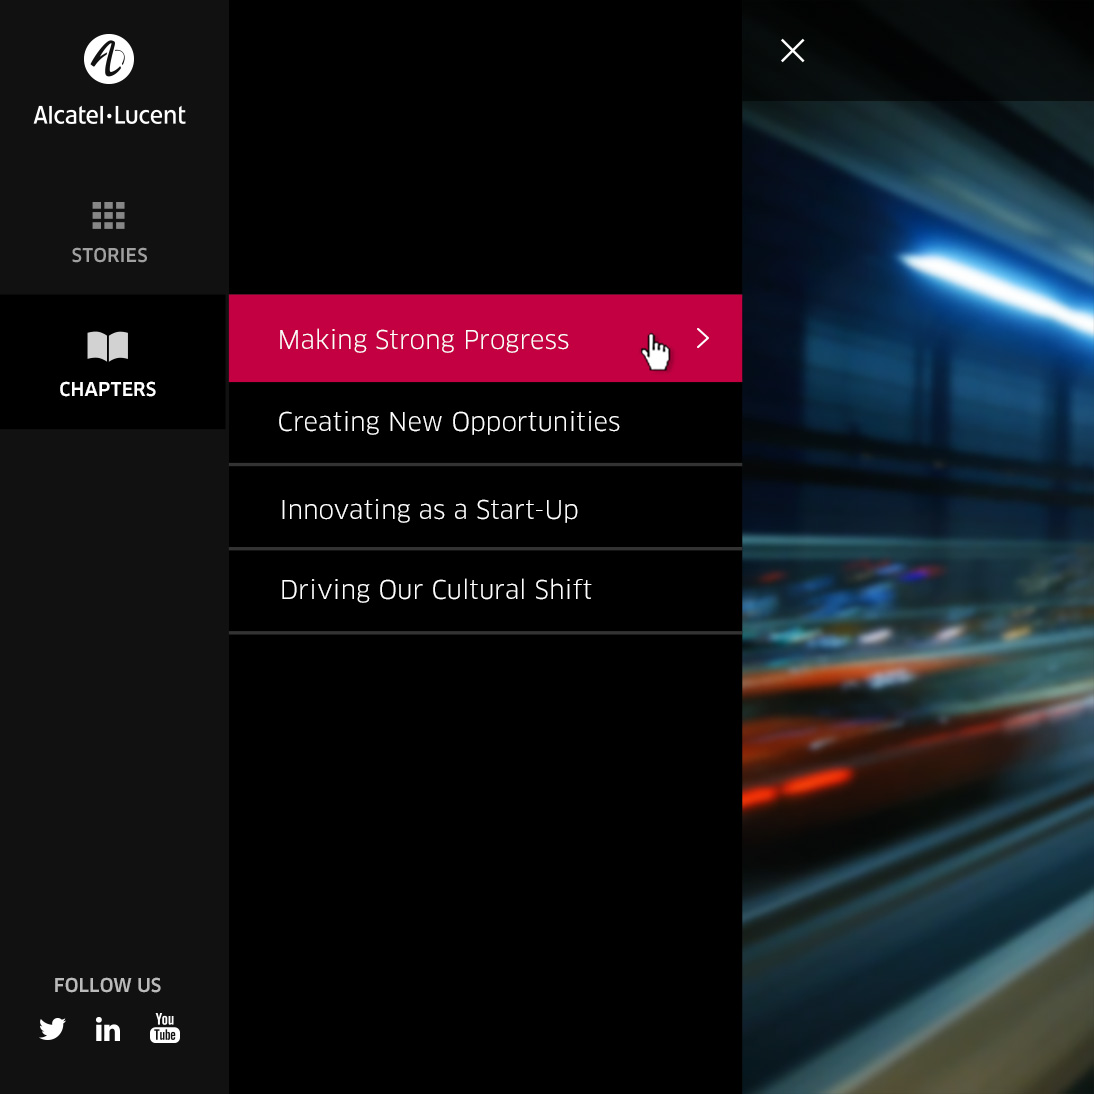 Alcatel•Lucent
STORIES
CHAPTERS
Making Strong Progress
Creating New Opportunities
Innovating as a Start-Up
Driving Our Cultural Shift
FOLLOW US
in
You
Tube